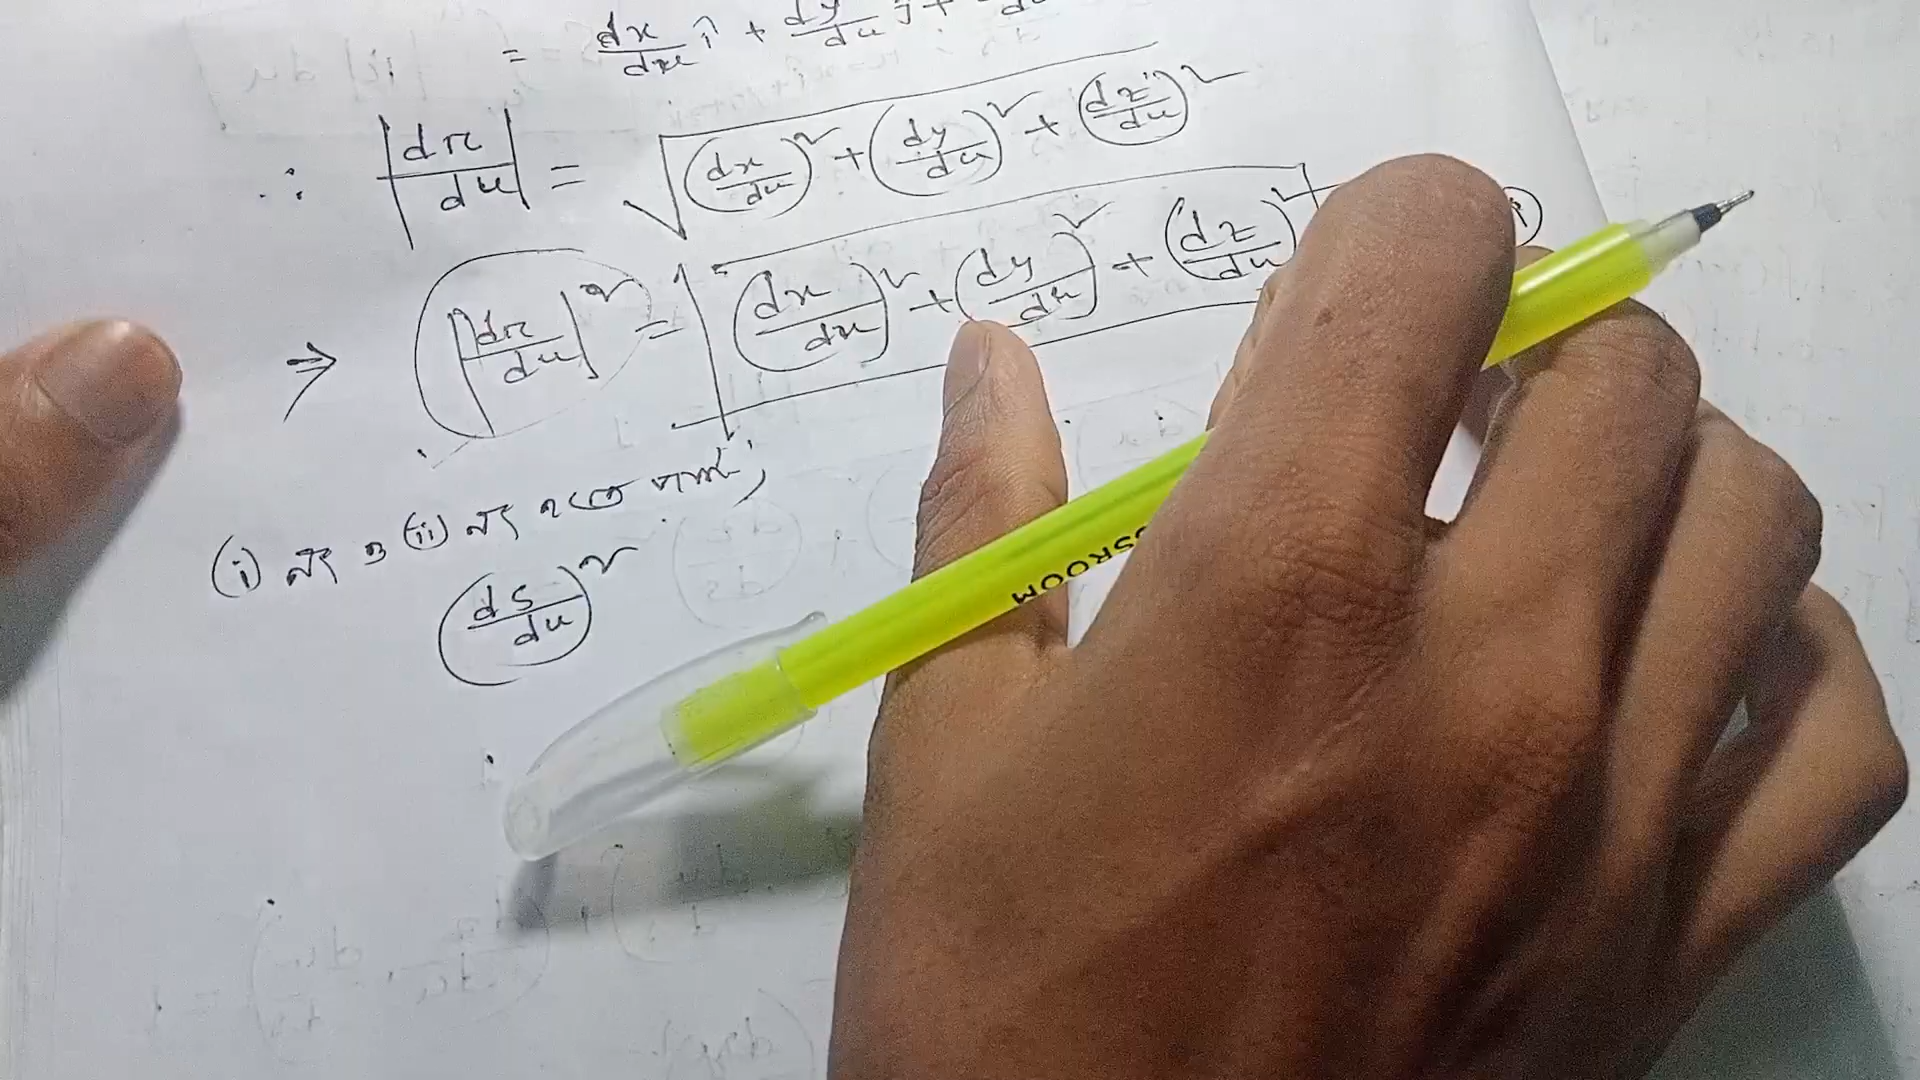 = dx/du î + dy/du ĵ +
∴ |dr/du| = √((dx/du)² + (dy/du)² + (dz/du)²)
⇒ |dr/du|² = (dx/du)² + (dy/du)² + (dz/du)²
(i) নং ও (ii) নং হতে পাই,
(ds/du)²
SROOM